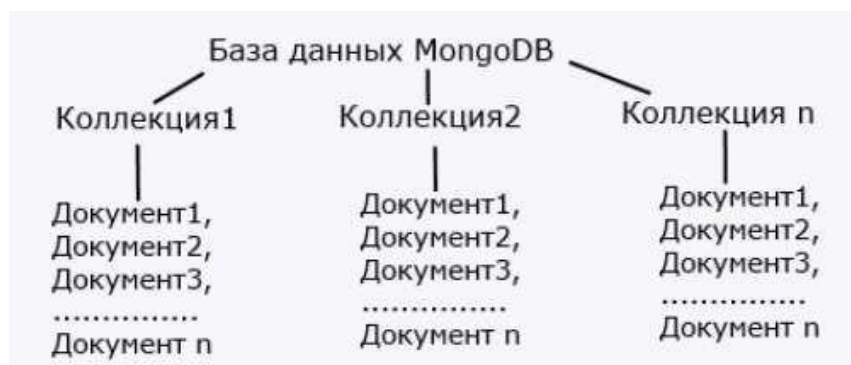 База данных MongoDB
Коллекция1
Коллекция2
Коллекция n
Документ1,
Документ2,
Документ3,
...............
Документ n
Документ1,
Документ2,
Документ3,
...............
Документ n
Документ1,
Документ2,
Документ3,
...............
Документ n